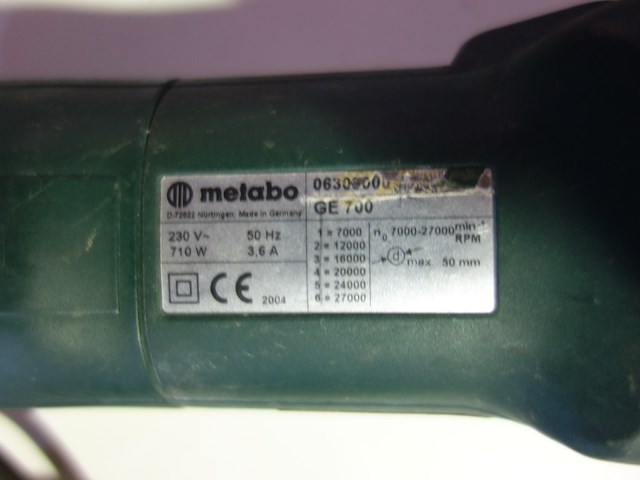 metabo
D-72622 Nürtingen, Made in Germany
230 V~ 50 Hz
710 W 3,6 A
CE 2004
GE 700
1 = 7000
2 = 12000
3 = 16000
4 = 20000
5 = 24000
6 = 27000
n0 7000-27000 min-1
RPM
d max 50 mm